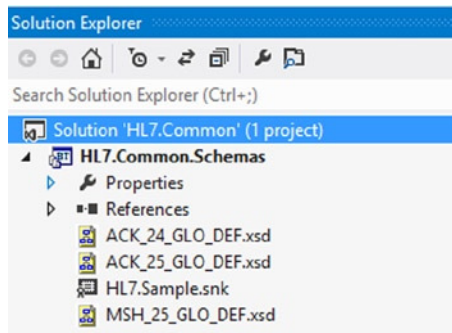 Solution Explorer
Search Solution Explorer (Ctrl+;)
Solution 'HL7.Common' (1 project)
HL7.Common.Schemas
Properties
References
ACK_24_GLO_DEF.xsd
ACK_25_GLO_DEF.xsd
HL7.Sample.snk
MSH_25_GLO_DEF.xsd